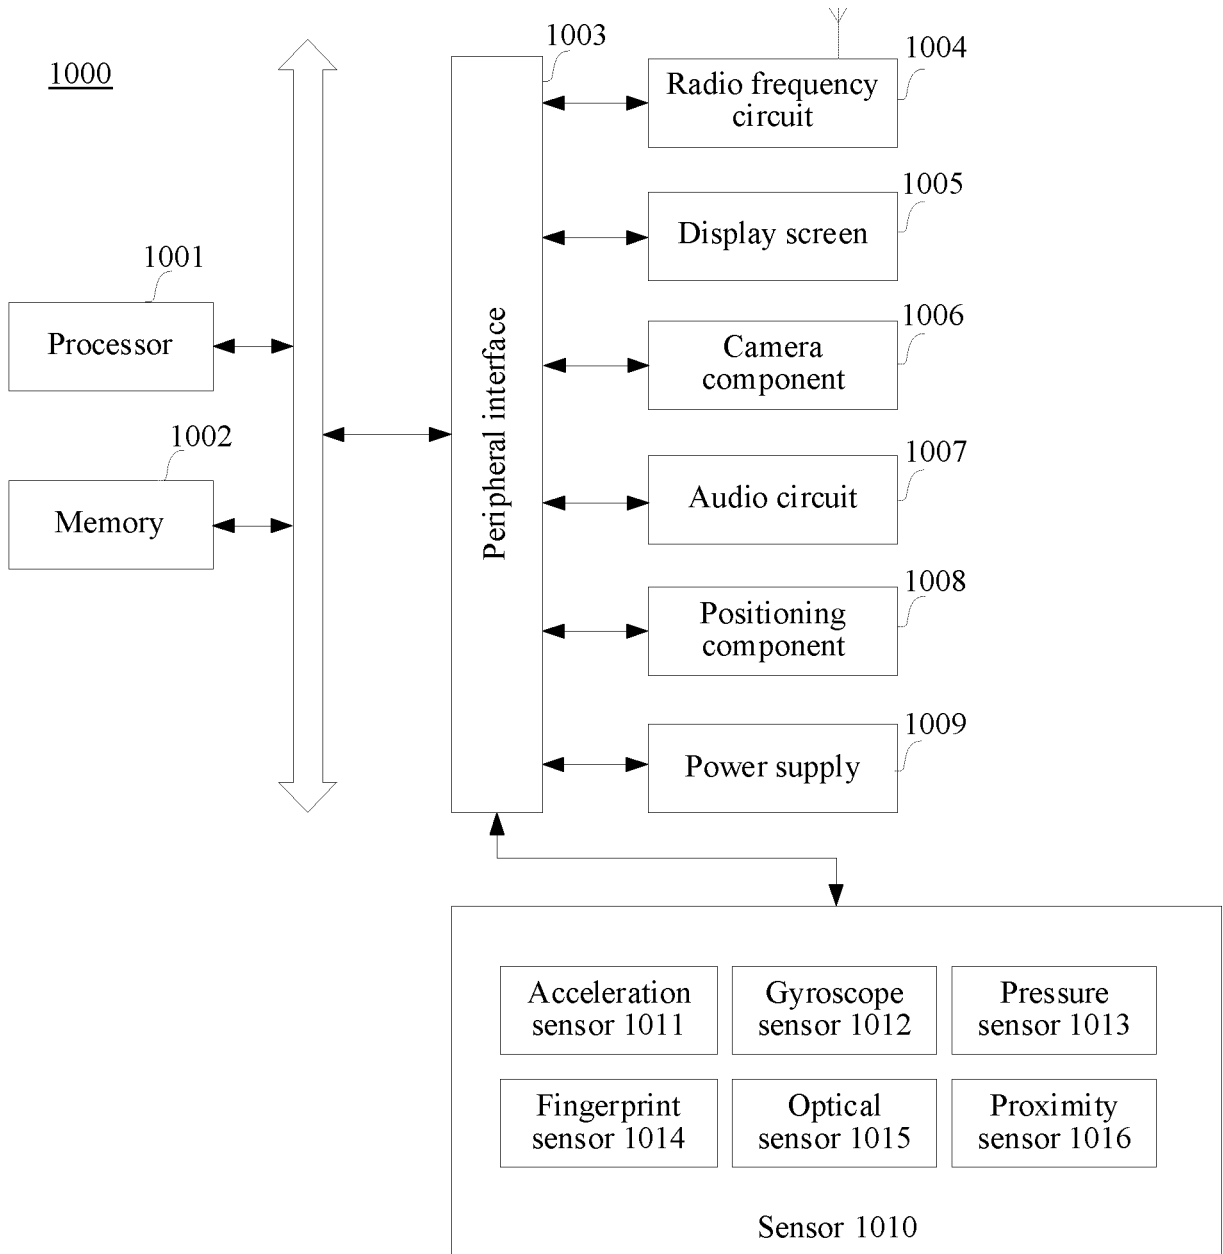 1000
1003
1004
Radio frequency
circuit
1005
Display screen
1001
Processor
1006
Camera
component
Peripheral interface
1002
Memory
1007
Audio circuit
1008
Positioning
component
1009
Power supply
Acceleration
sensor 1011
Gyroscope
sensor 1012
Pressure
sensor 1013
Fingerprint
sensor 1014
Optical
sensor 1015
Proximity
sensor 1016
Sensor 1010